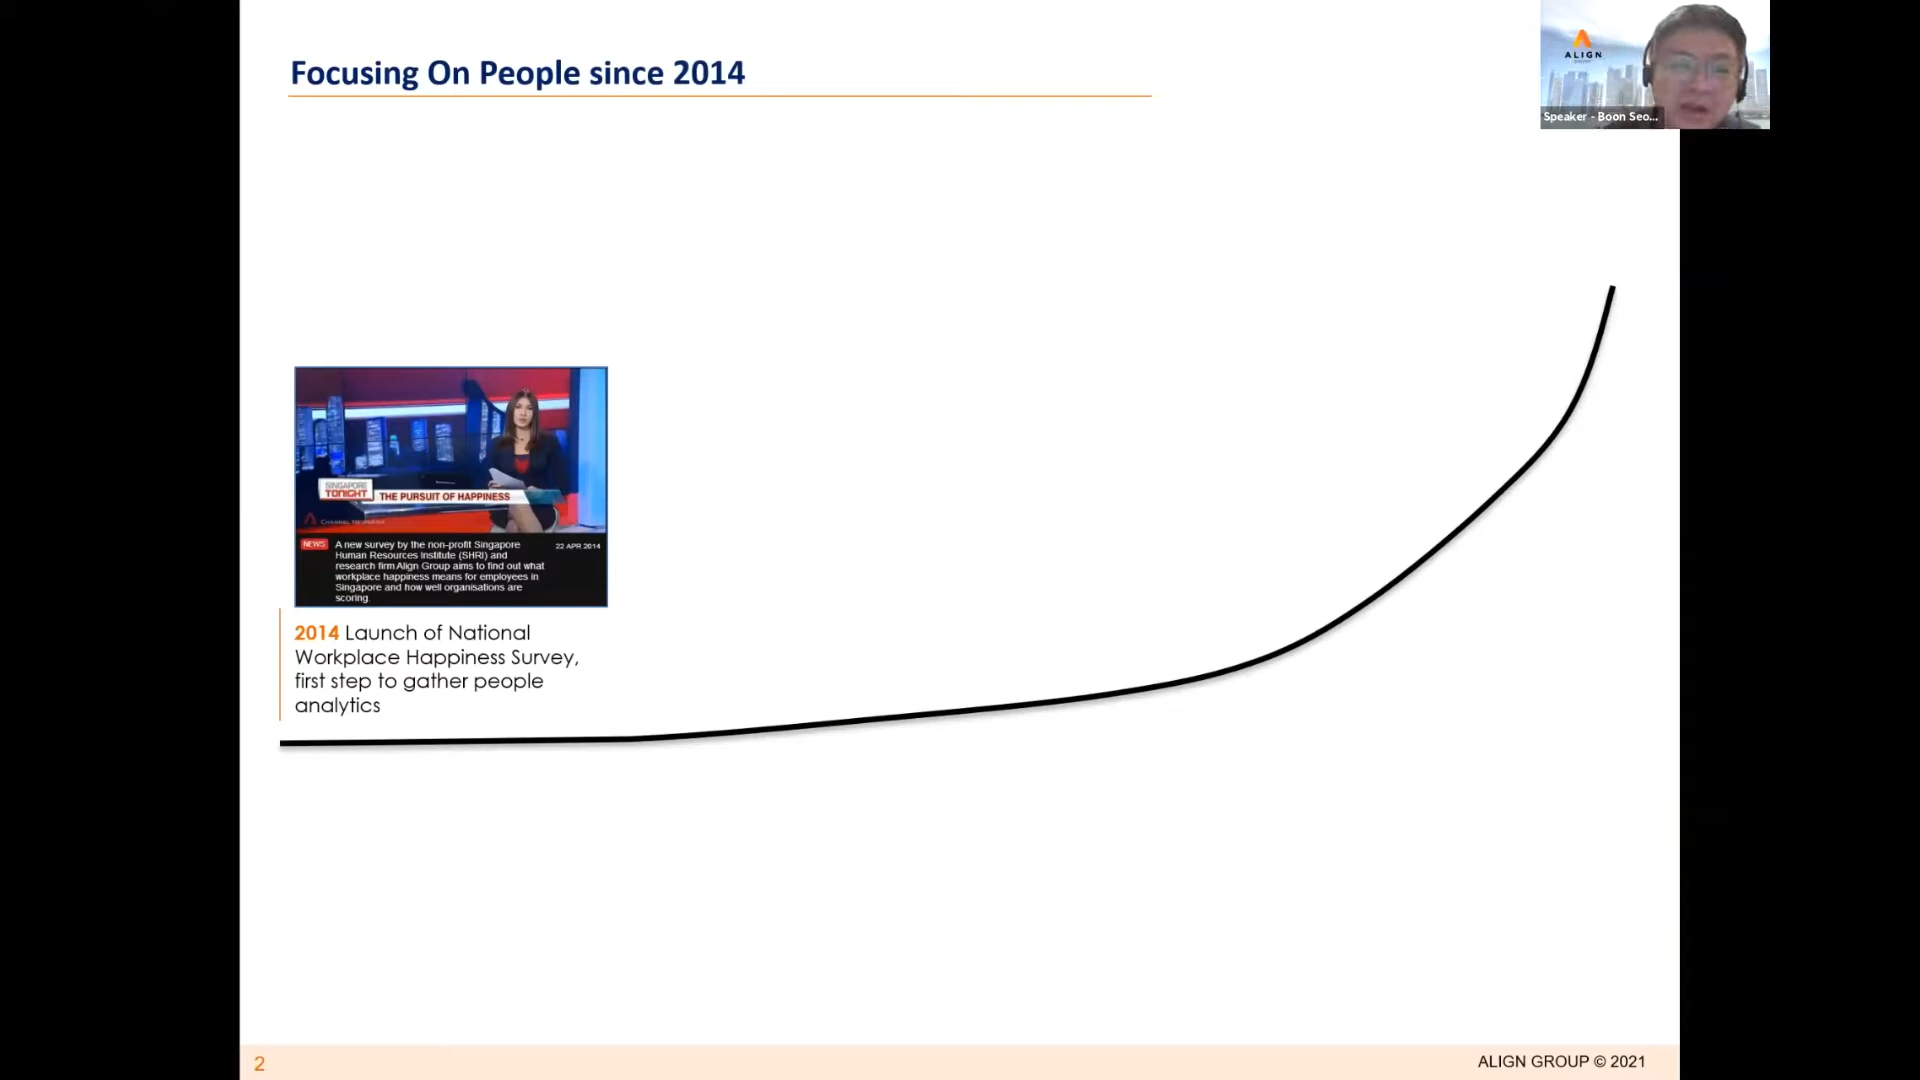 Focusing On People since 2014
ALIGN
GROUP
Speaker - Boon Seo...
SINGAPORE
TONIGHT
THE PURSUIT OF HAPPINESS
CHANNEL NEWSASIA
NEWS
A new survey by the non-profit Singapore
22 APR 2014
Human Resources Institute (SHRI) and
research firm Align Group aims to find out what
workplace happiness means for employees in
Singapore and how well organisations are
scoring.
2014 Launch of National
Workplace Happiness Survey,
first step to gather people
analytics
2
ALIGN GROUP © 2021